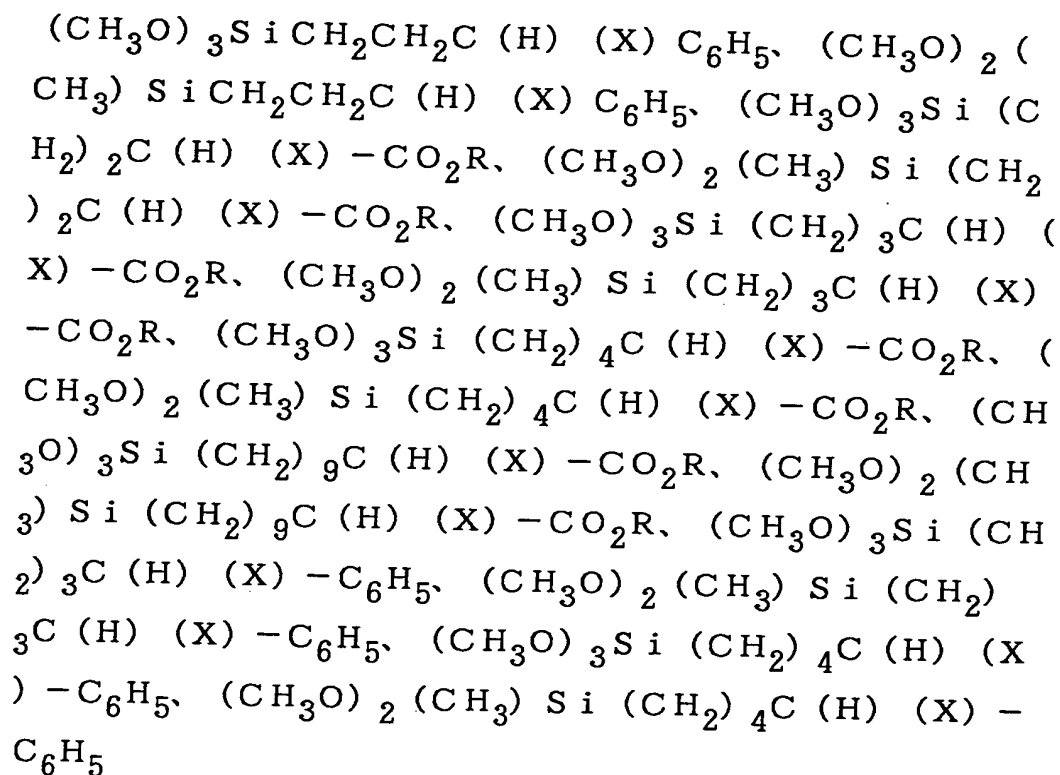 (CH₃O)₃SiCH₂CH₂C(H)(X)C₆H₅、(CH₃O)₂(
CH₃)SiCH₂CH₂C(H)(X)C₆H₅、(CH₃O)₃Si(C
H₂)₂C(H)(X)−CO₂R、(CH₃O)₂(CH₃)Si(CH₂
)₂C(H)(X)−CO₂R、(CH₃O)₃Si(CH₂)₃C(H)(
X)−CO₂R、(CH₃O)₂(CH₃)Si(CH₂)₃C(H)(X)
−CO₂R、(CH₃O)₃Si(CH₂)₄C(H)(X)−CO₂R、(
CH₃O)₂(CH₃)Si(CH₂)₄C(H)(X)−CO₂R、(CH
₃O)₃Si(CH₂)₉C(H)(X)−CO₂R、(CH₃O)₂(CH
₃)Si(CH₂)₉C(H)(X)−CO₂R、(CH₃O)₃Si(CH
₂)₃C(H)(X)−C₆H₅、(CH₃O)₂(CH₃)Si(CH₂)
₃C(H)(X)−C₆H₅、(CH₃O)₃Si(CH₂)₄C(H)(X
)−C₆H₅、(CH₃O)₂(CH₃)Si(CH₂)₄C(H)(X)−
C₆H₅